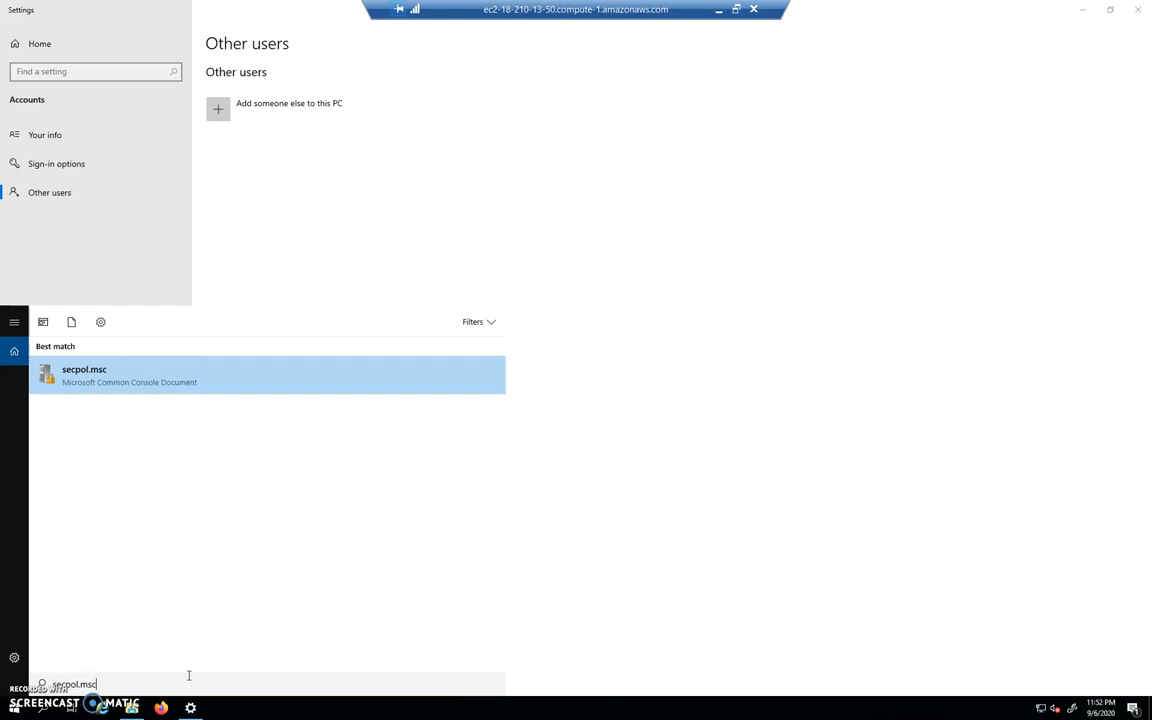 Settings
ec2-18-210-13-50.compute-1.amazonaws.com
Home
Find a setting
Accounts
Your info
Sign-in options
Other users
Other users
Other users
Add someone else to this PC
Filters
Best match
secpol.msc
Microsoft Common Console Document
secpol.msc
RECORDED WITH
SCREENCAST MATIC
11:52 PM
9/6/2020
1